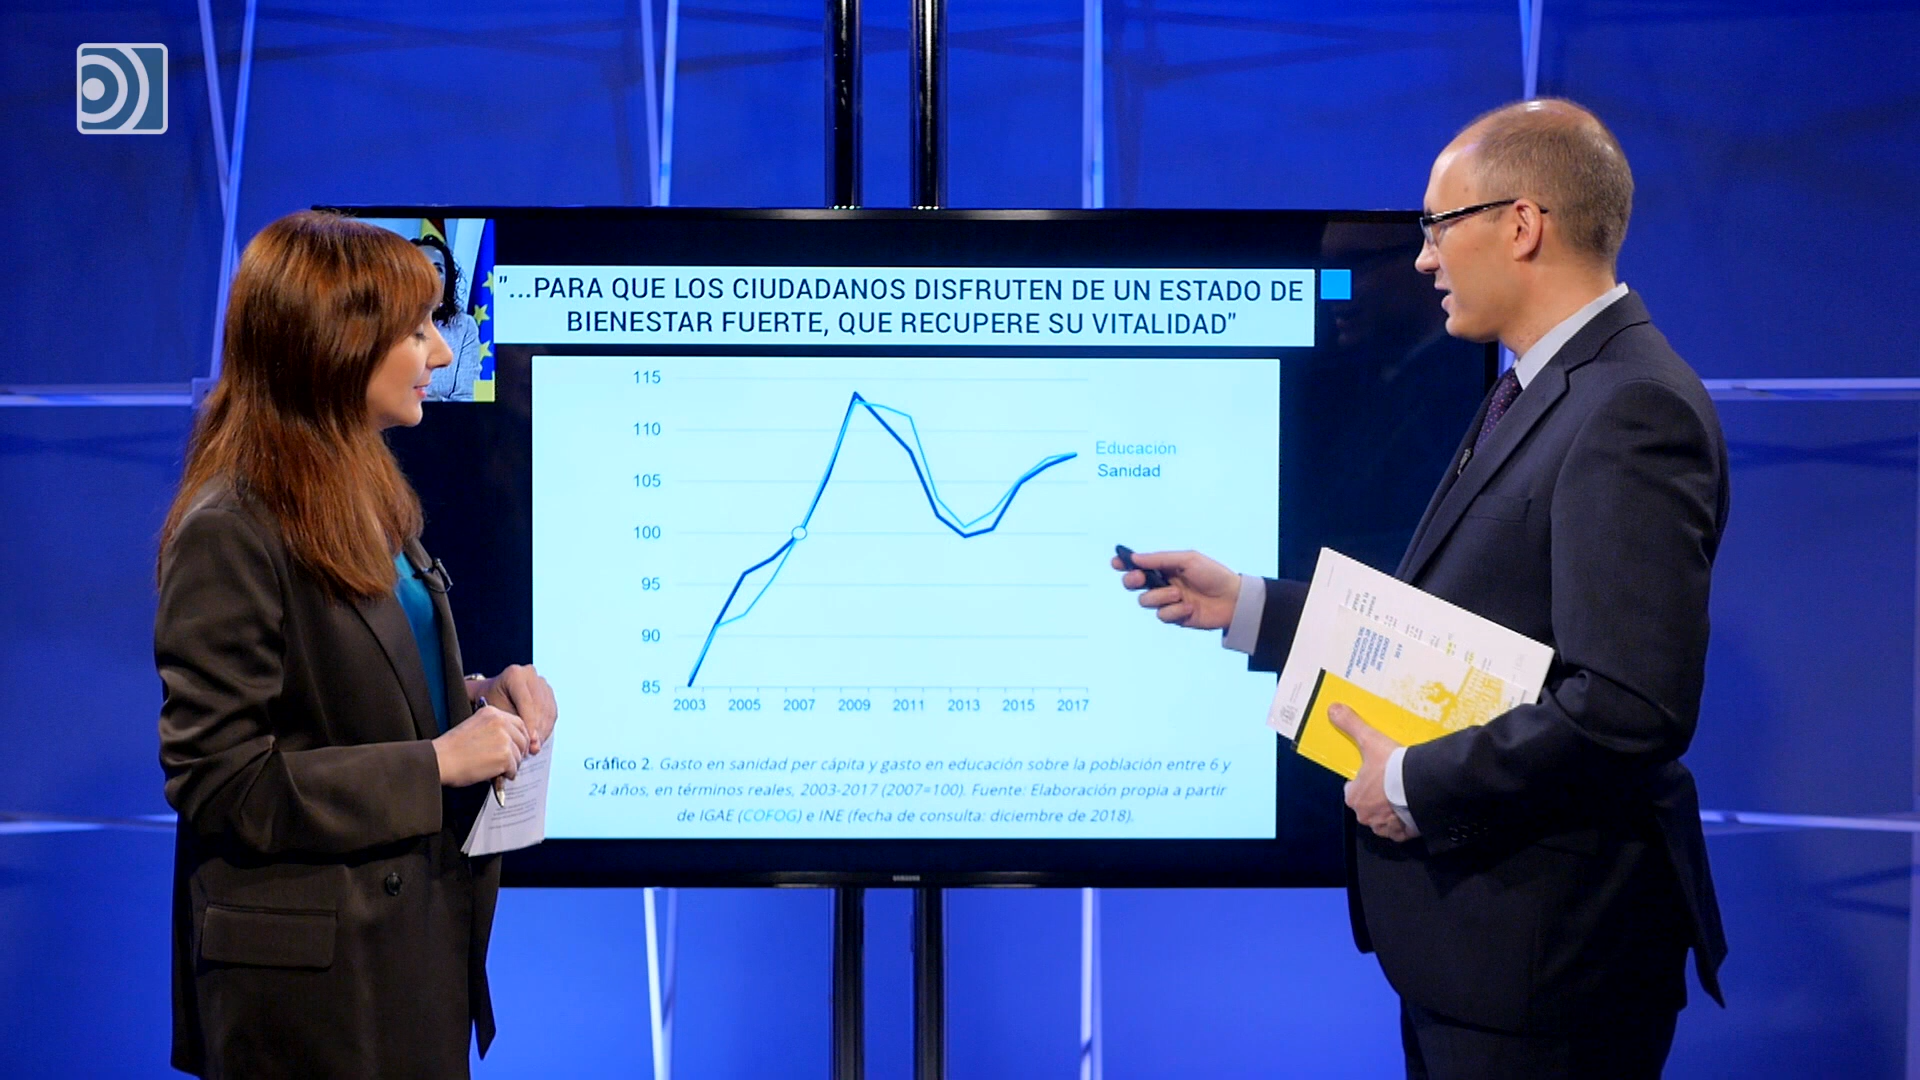 "...PARA QUE LOS CIUDADANOS DISFRUTEN DE UN ESTADO DE
BIENESTAR FUERTE, QUE RECUPERE SU VITALIDAD"
115
110
105
100
95
90
85
Educación
Sanidad
2003 2005 2007 2009 2011 2013 2015 2017
Gráfico 2. Gasto en sanidad per cápita y gasto en educación sobre la población entre 6 y
24 años, en términos reales, 2003-2017 (2007=100). Fuente: Elaboración propia a partir
de IGAE (COFOG) e INE (fecha de consulta: diciembre de 2018).
SAMSUNG